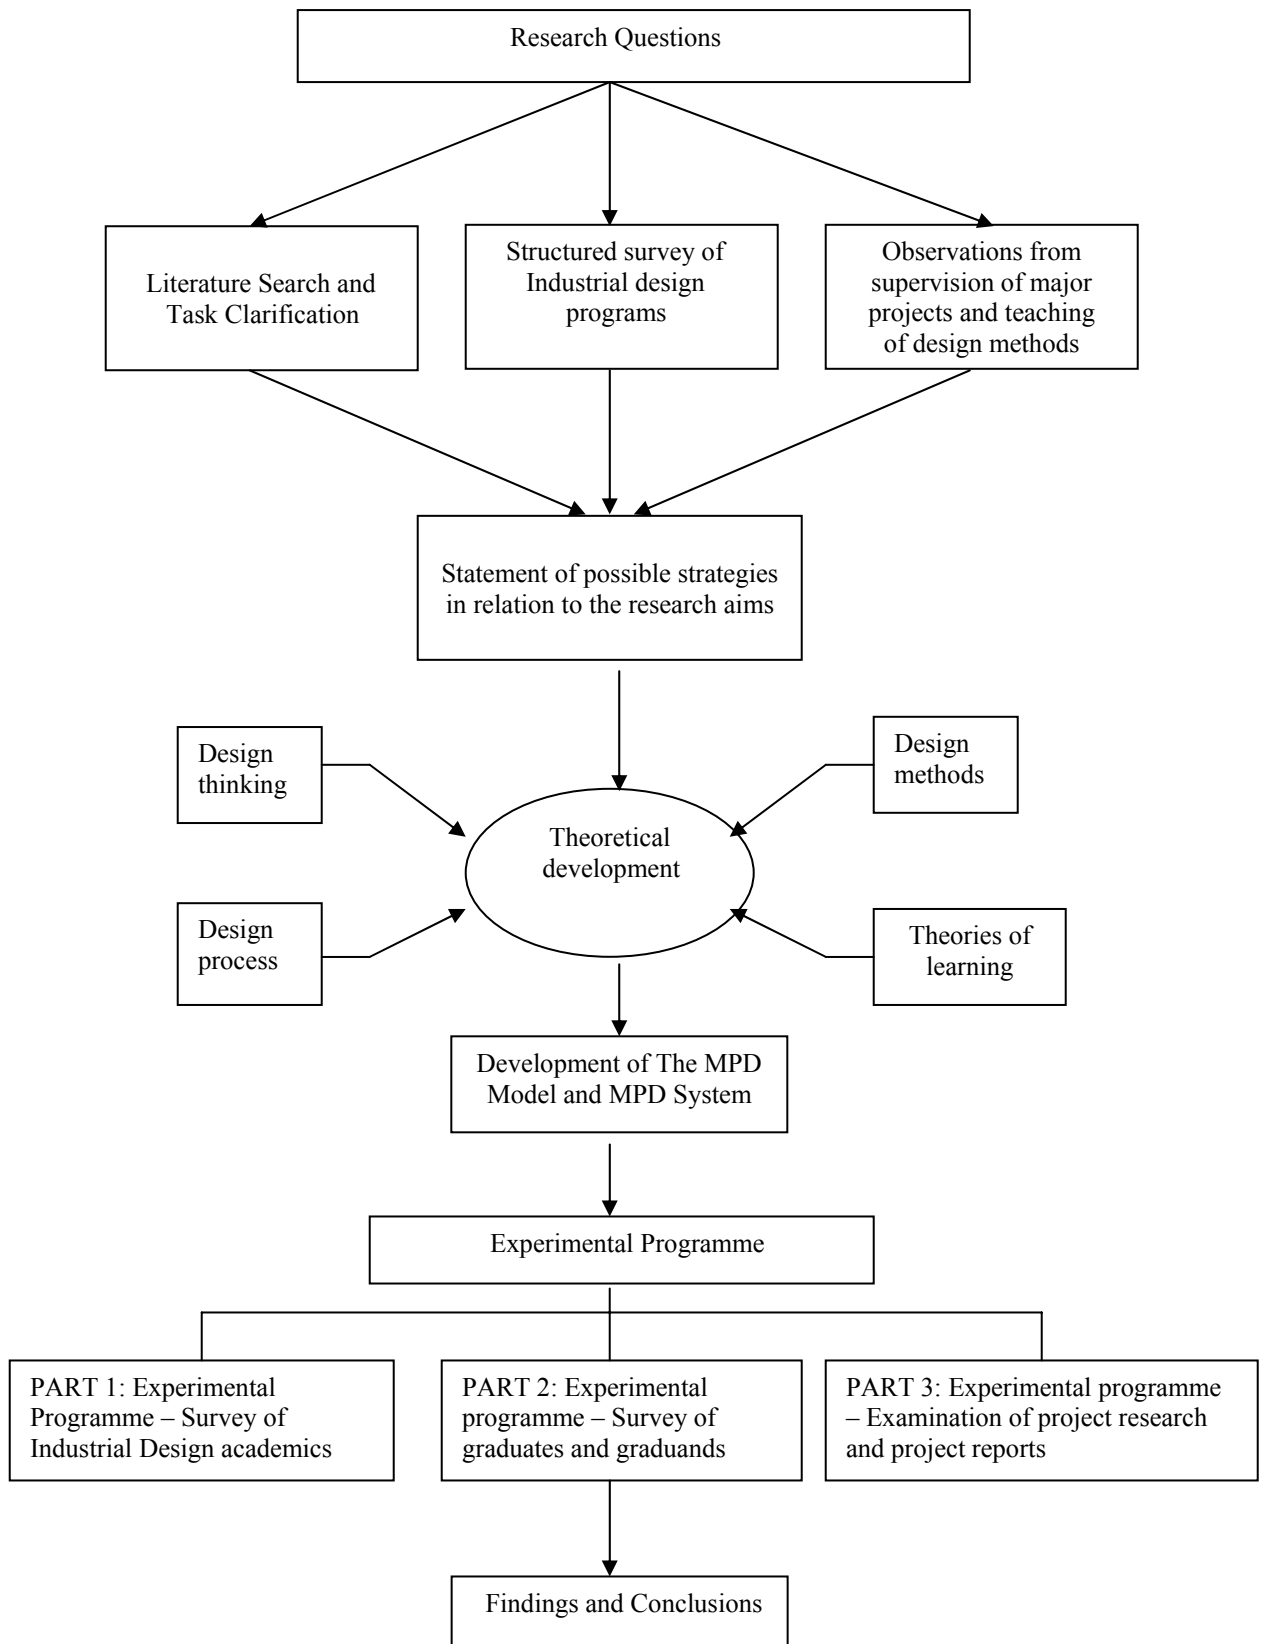 Research Questions
Literature Search and
Task Clarification
Structured survey of
Industrial design
programs
Observations from
supervision of major
projects and teaching
of design methods
Statement of possible strategies
in relation to the research aims
Design
thinking
Design
methods
Theoretical
development
Design
process
Theories of
learning
Development of The MPD
Model and MPD System
Experimental Programme
PART 1: Experimental
Programme – Survey of
Industrial Design academics
PART 2: Experimental
programme – Survey of
graduates and graduands
PART 3: Experimental programme
– Examination of project research
and project reports
Findings and Conclusions